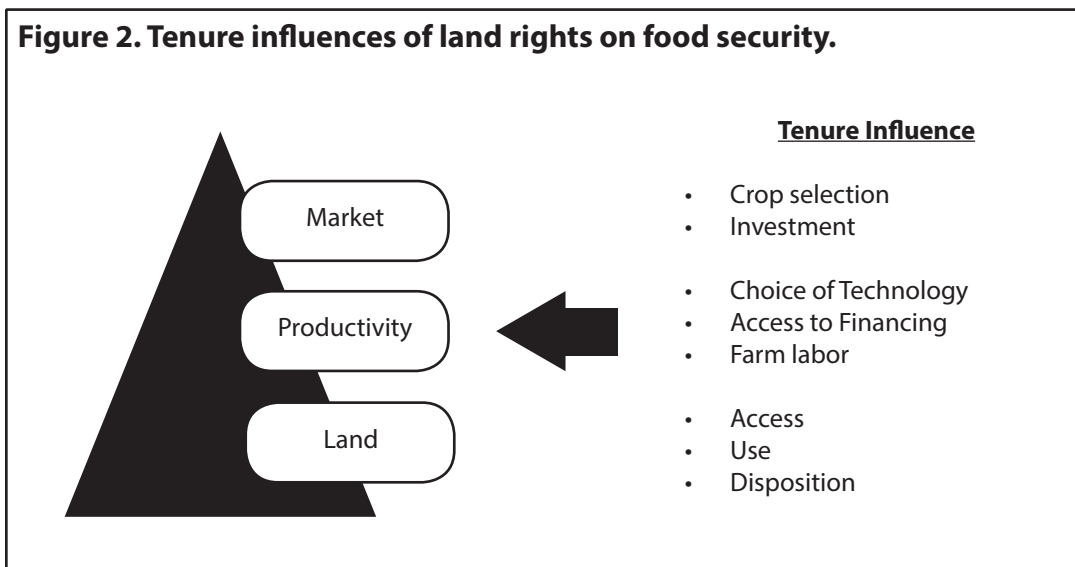 Figure 2. Tenure influences of land rights on food security.
Market
Productivity
Land
Tenure Influence
• Crop selection
• Investment
• Choice of Technology
• Access to Financing
• Farm labor
• Access
• Use
• Disposition